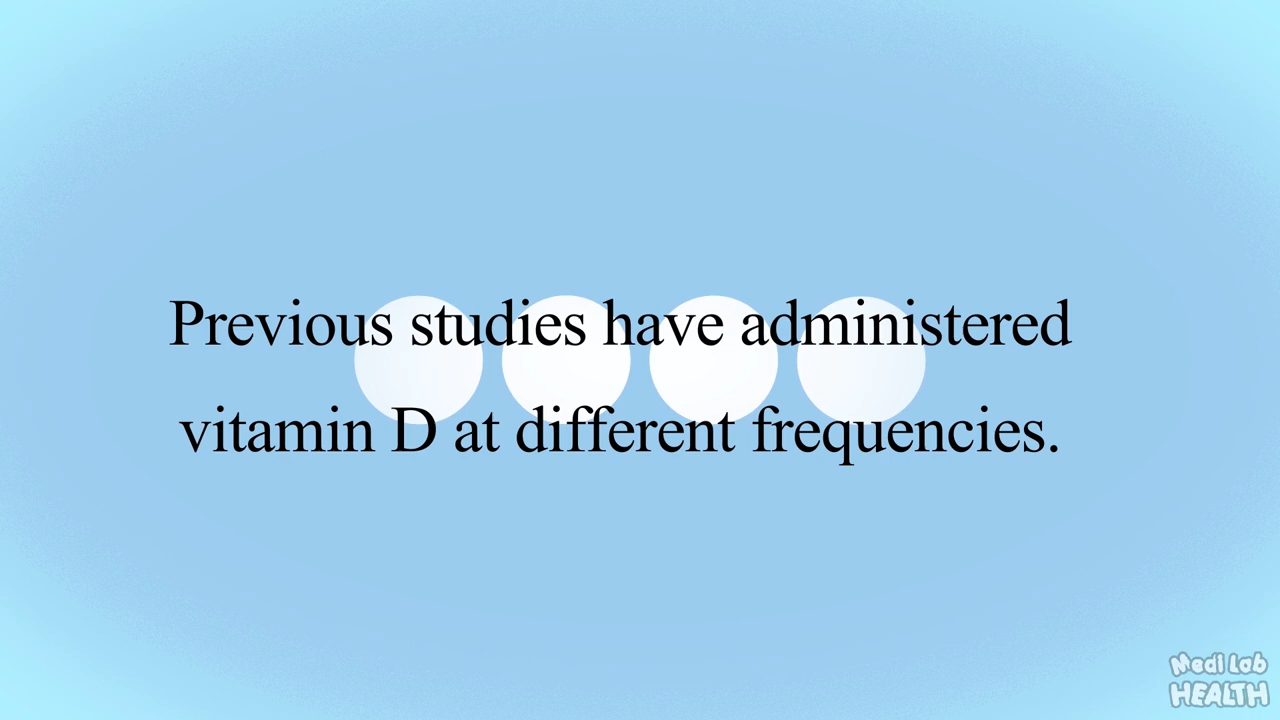 Previous studies have administered
vitamin D at different frequencies.
Medi Lab
HEALTH